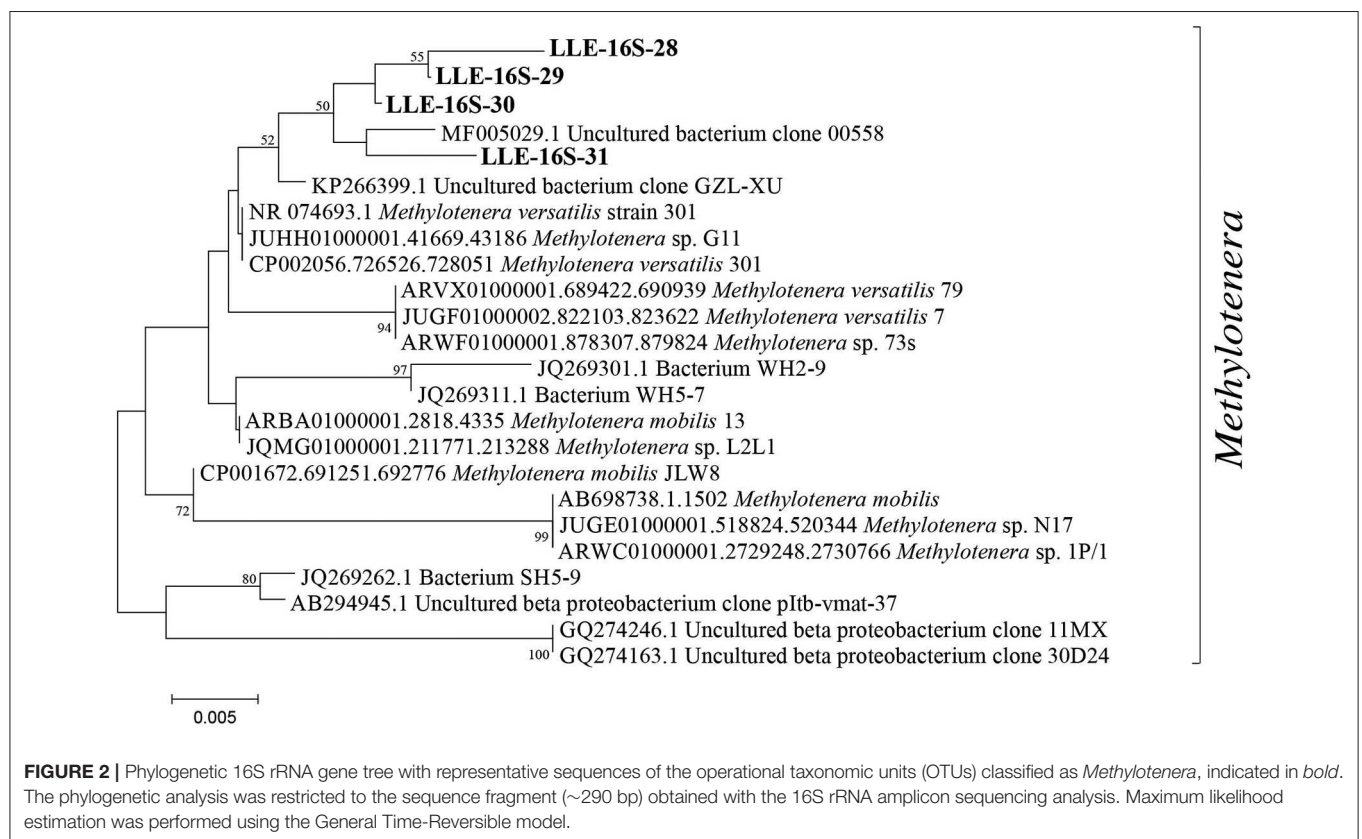 LLE-16S-28
55
LLE-16S-29
LLE-16S-30
50
MF005029.1 Uncultured bacterium clone 00558
52
LLE-16S-31
KP266399.1 Uncultured bacterium clone GZL-XU
NR 074693.1 Methylotenera versatilis strain 301
JUHH01000001.41669.43186 Methylotenera sp. G11
CP002056.726526.728051 Methylotenera versatilis 301
ARVX01000001.689422.690939 Methylotenera versatilis 79
JUGF01000002.822103.823622 Methylotenera versatilis 7
94
ARWF01000001.878307.879824 Methylotenera sp. 73s
97
JQ269301.1 Bacterium WH2-9
JQ269311.1 Bacterium WH5-7
ARBA01000001.2818.4335 Methylotenera mobilis 13
JQMG01000001.211771.213288 Methylotenera sp. L2L1
CP001672.691251.692776 Methylotenera mobilis JLW8
72
AB698738.1.1502 Methylotenera mobilis
JUGE01000001.518824.520344 Methylotenera sp. N17
99
ARWC01000001.2729248.2730766 Methylotenera sp. 1P/1
80
JQ269262.1 Bacterium SH5-9
AB294945.1 Uncultured beta proteobacterium clone pItb-vmat-37
GQ274246.1 Uncultured beta proteobacterium clone 11MX
100
GQ274163.1 Uncultured beta proteobacterium clone 30D24
Methylotenera
0.005
FIGURE 2 | Phylogenetic 16S rRNA gene tree with representative sequences of the operational taxonomic units (OTUs) classified as Methylotenera, indicated in bold.
The phylogenetic analysis was restricted to the sequence fragment (~290 bp) obtained with the 16S rRNA amplicon sequencing analysis. Maximum likelihood
estimation was performed using the General Time-Reversible model.